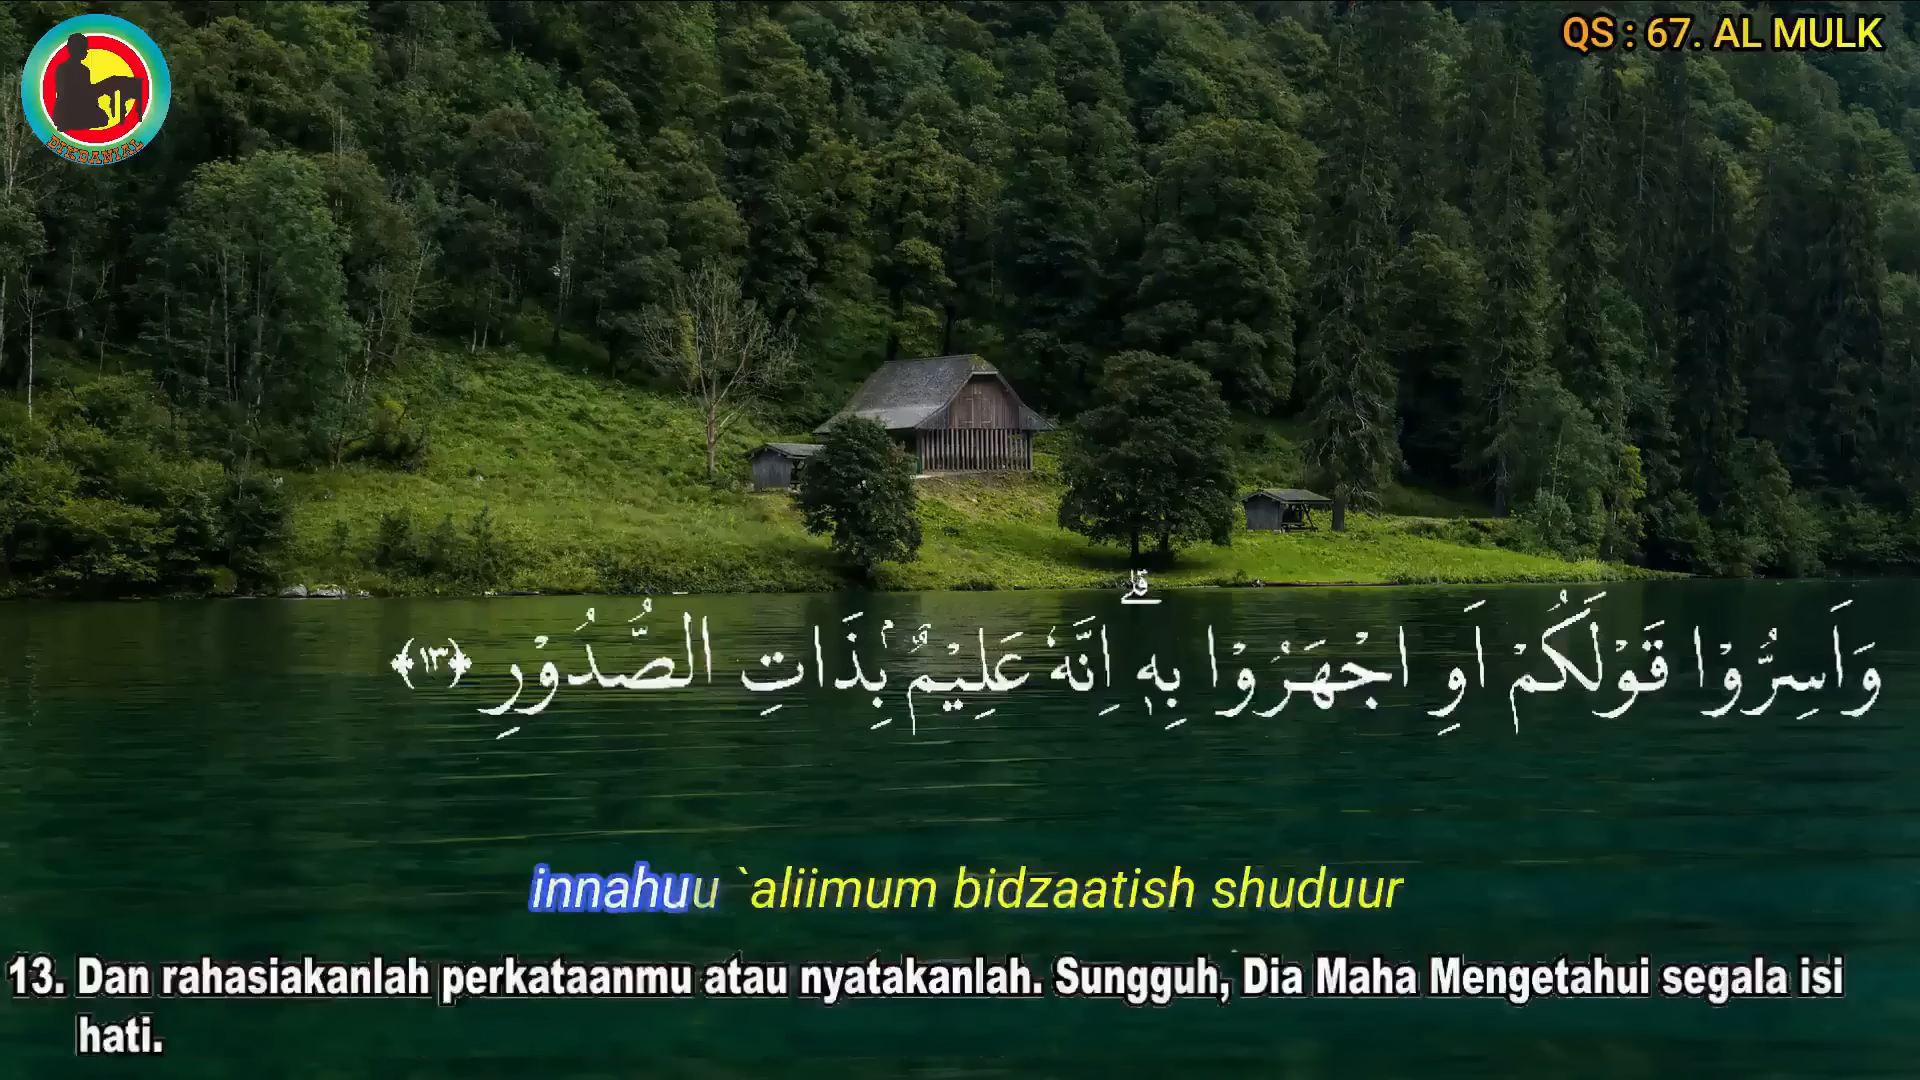 QS : 67. AL MULK
DIKDANIAL
وَاَسِرُّوْا قَوْلَكُمْ اَوِ اجْهَرُوْا بِهٖۗ اِنَّهٗ عَلِيْمٌۢ بِذَاتِ الصُّدُوْرِ ﴿١٣﴾
innahuu `aliimum bidzaatish shuduur
13. Dan rahasiakanlah perkataanmu atau nyatakanlah. Sungguh, Dia Maha Mengetahui segala isi
hati.